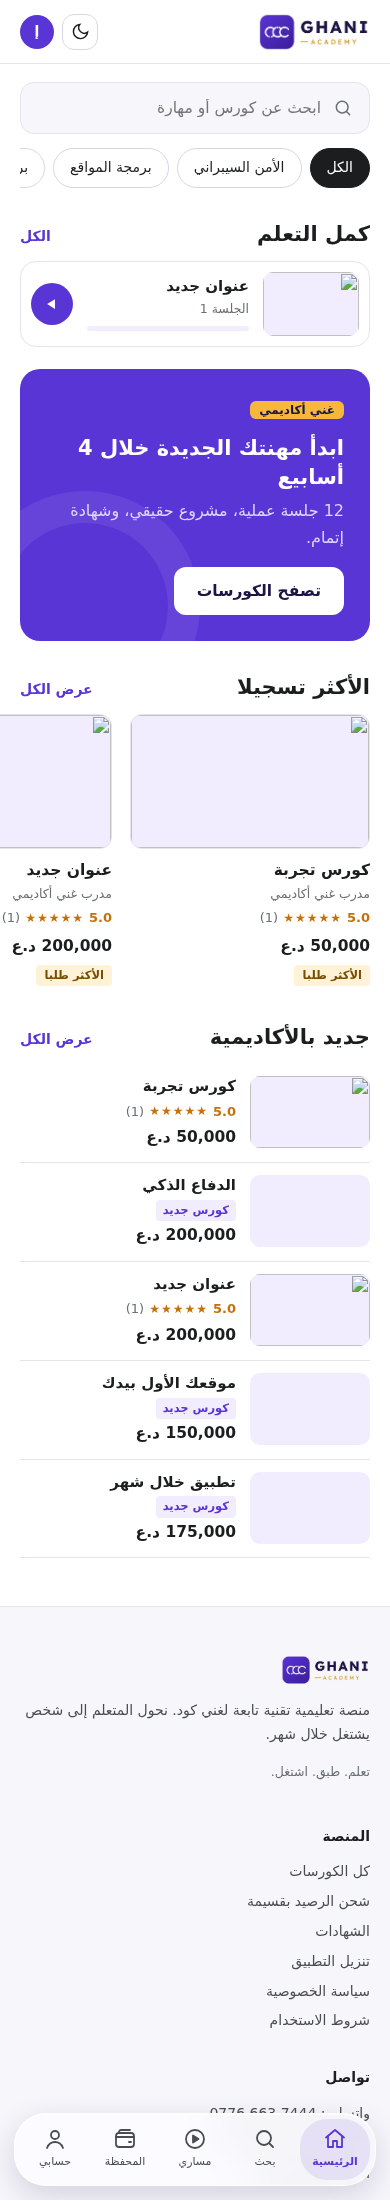 GHANI
ACADEMY
إ
ابحث عن كورس أو مهارة
الكل
الأمن السيبراني
برمجة المواقع
بر
كمل التعلم
الكل
عنوان جديد
الجلسة 1
غني أكاديمي
ابدأ مهنتك الجديدة خلال 4
أسابيع
12 جلسة عملية، مشروع حقيقي، وشهادة
إتمام.
تصفح الكورسات
الأكثر تسجيلا
عرض الكل
كورس تجربة
مدرب غني أكاديمي
5.0 ★★★★★ (1)
50,000 د.ع
الأكثر طلبا
عنوان جديد
مدرب غني أكاديمي
5.0 ★★★★★ (1)
200,000 د.ع
الأكثر طلبا
جديد بالأكاديمية
عرض الكل
كورس تجربة
5.0 ★★★★★ (1)
50,000 د.ع
الدفاع الذكي
كورس جديد
200,000 د.ع
عنوان جديد
5.0 ★★★★★ (1)
200,000 د.ع
موقعك الأول بيدك
كورس جديد
150,000 د.ع
تطبيق خلال شهر
كورس جديد
175,000 د.ع
GHANI
ACADEMY
منصة تعليمية تقنية تابعة لغني كود. نحول المتعلم إلى شخص
يشتغل خلال شهر.
تعلم. طبق. اشتغل.
المنصة
كل الكورسات
شحن الرصيد بقسيمة
الشهادات
تنزيل التطبيق
سياسة الخصوصية
شروط الاستخدام
تواصل
0776 663 7444
الرئيسية
بحث
مساري
المحفظة
حسابي